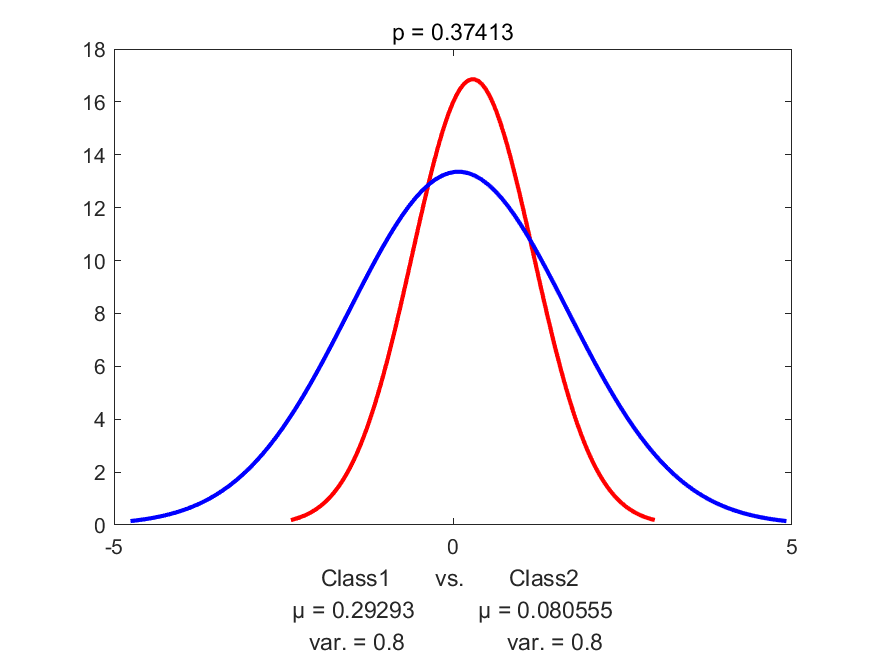 p = 0.37413
18
16
14
12
10
8
6
4
2
0
-5 0 5
Class1 vs. Class2
μ = 0.29293 μ = 0.080555
var. = 0.8 var. = 0.8